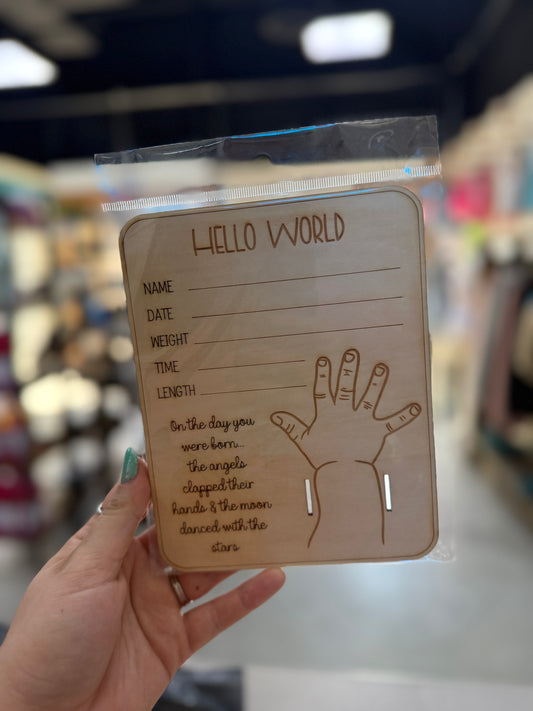 HELLO WORLD
NAME
DATE
WEIGHT
TIME
LENGTH
On the day you
were born...
the angels
clapped their
hands & the moon
danced with the
stars